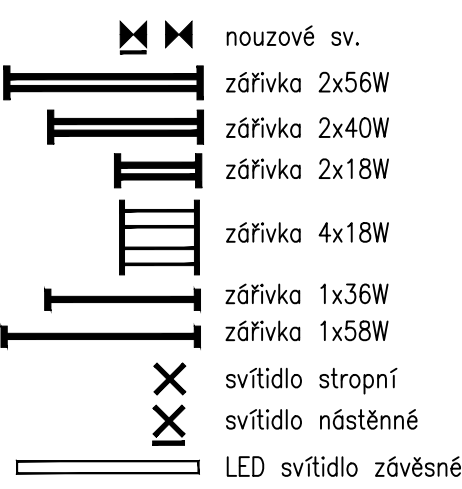 nouzové sv.
zářivka 2x56W
zářivka 2x40W
zářivka 2x18W
zářivka 4x18W
zářivka 1x36W
zářivka 1x58W
svítidlo stropní
svítidlo nástěnné
LED svítidlo závěsné